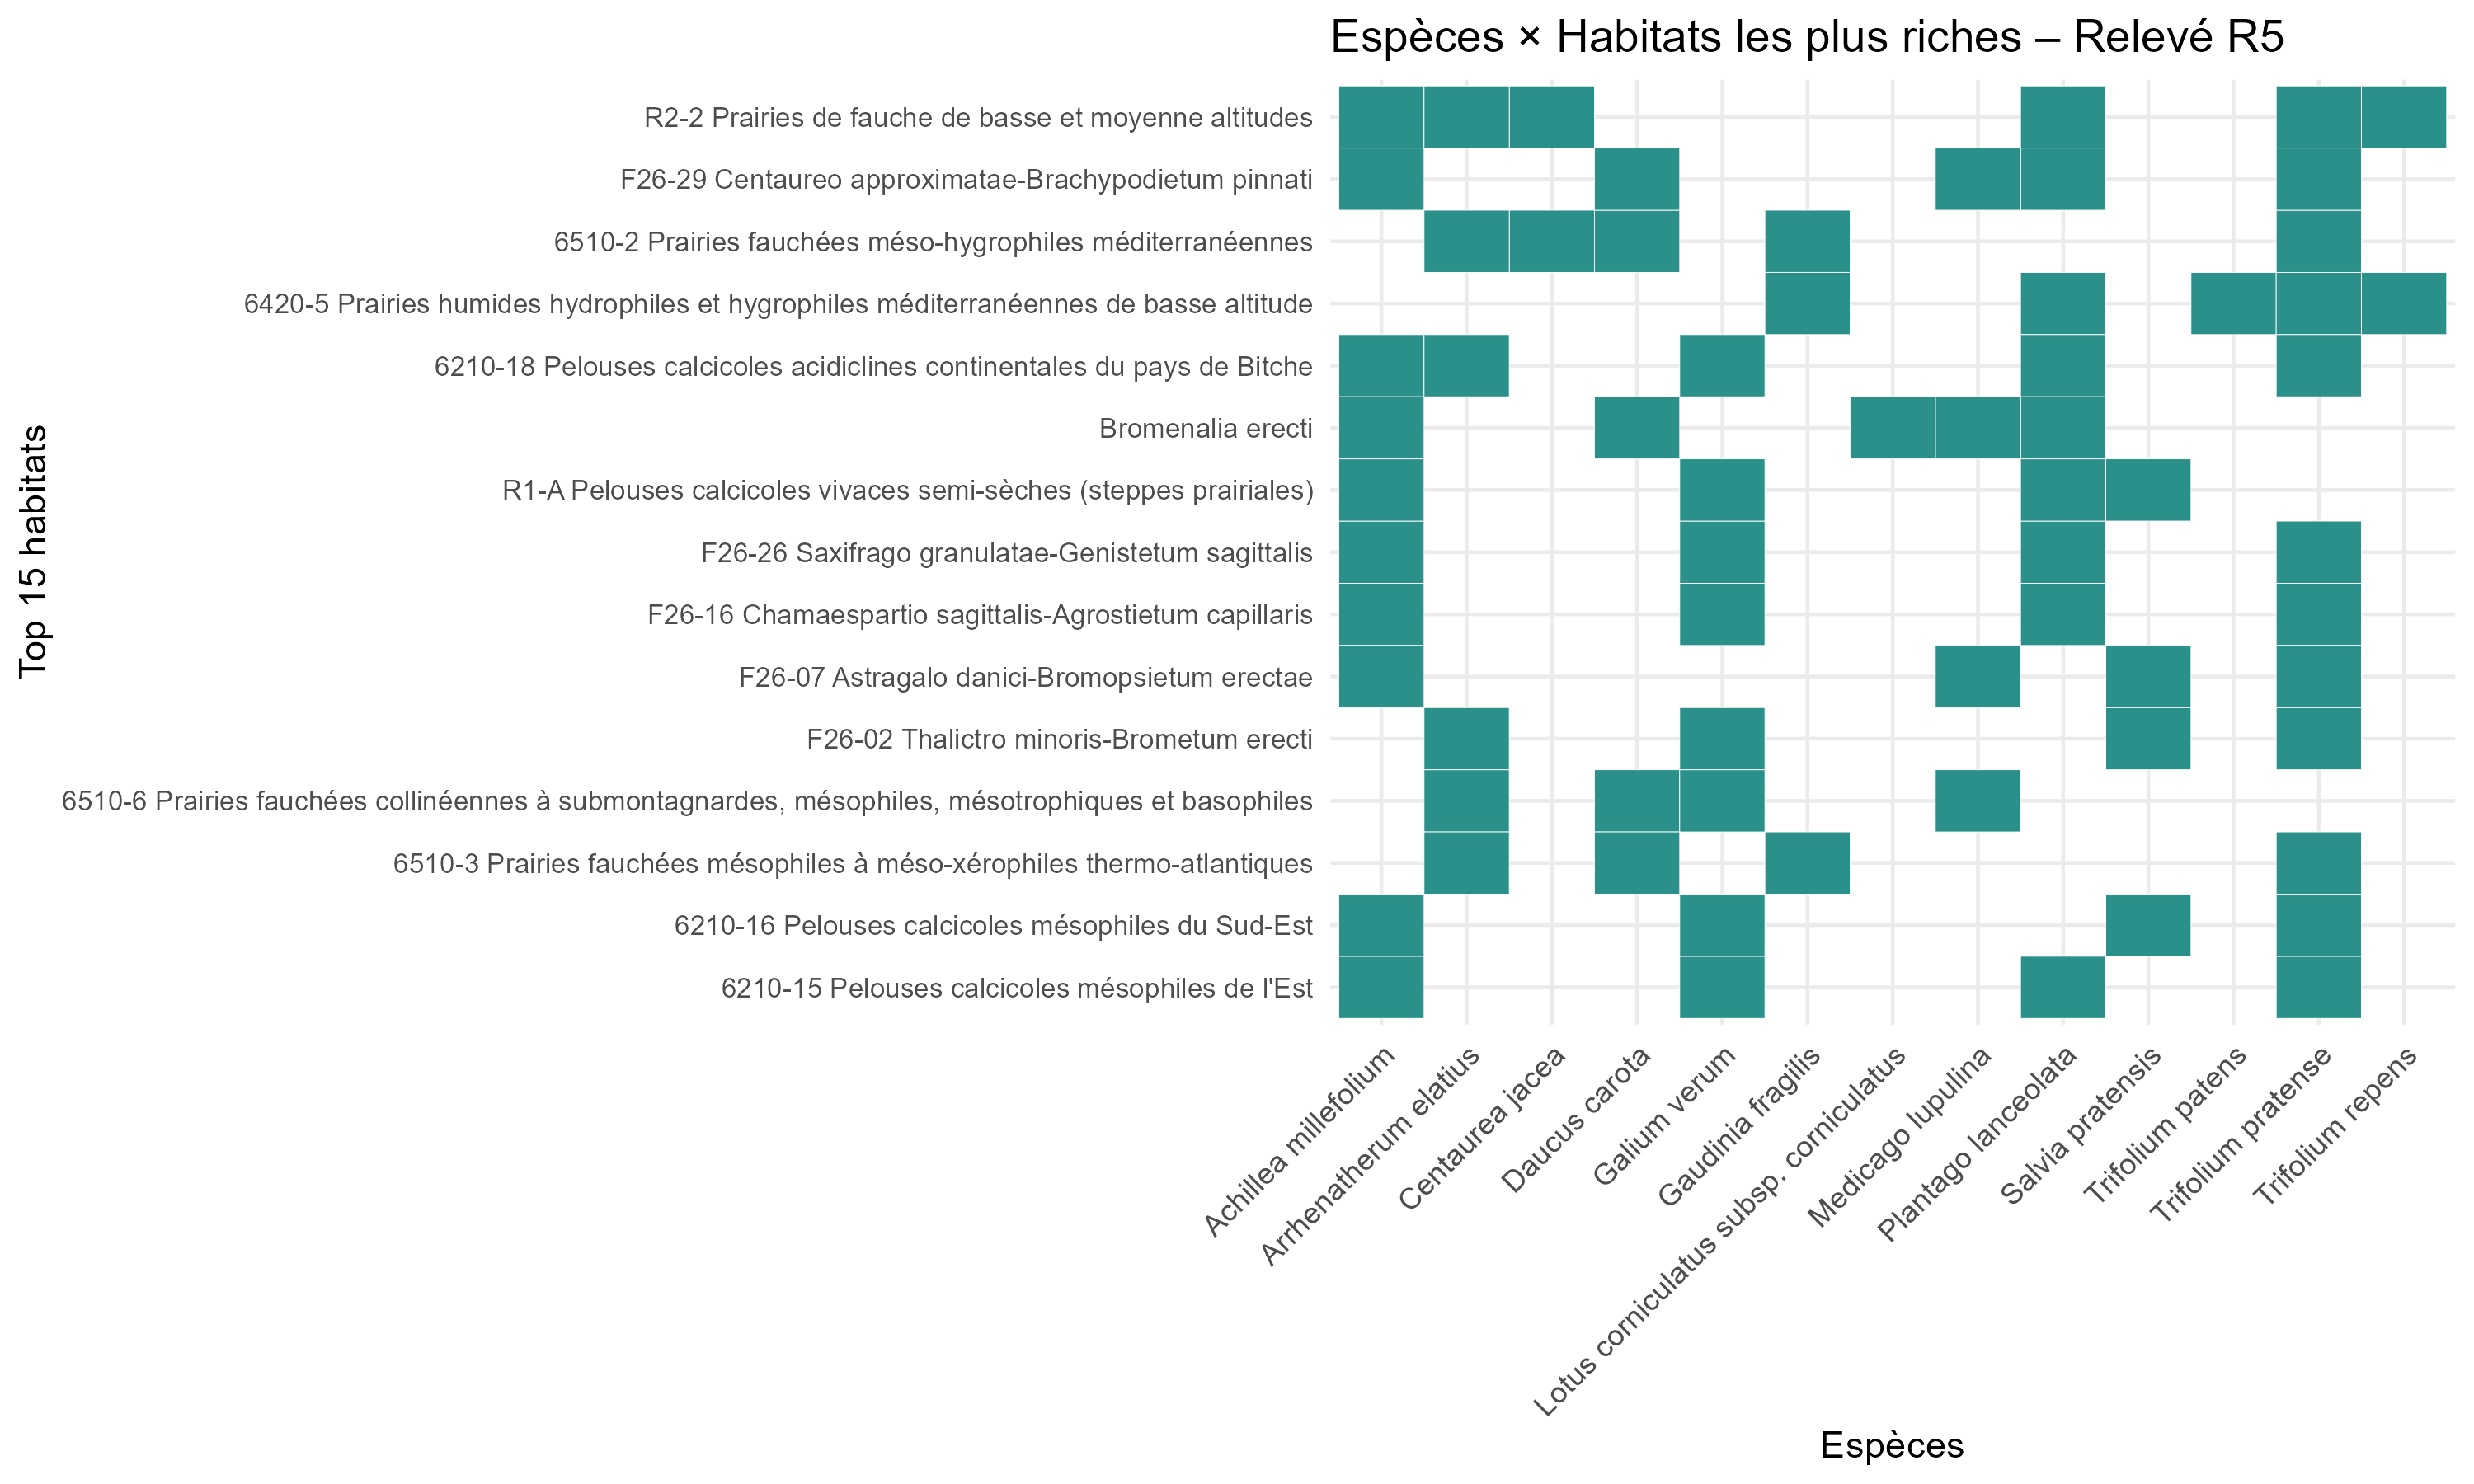 Espèces × Habitats les plus riches – Relevé R5
Top 15 habitats
R2-2 Prairies de fauche de basse et moyenne altitudes
F26-29 Centaureo approximatae-Brachypodietum pinnati
6510-2 Prairies fauchées méso-hygrophiles méditerranéennes
6420-5 Prairies humides hydrophiles et hygrophiles méditerranéennes de basse altitude
6210-18 Pelouses calcicoles acidiclines continentales du pays de Bitche
Bromenalia erecti
R1-A Pelouses calcicoles vivaces semi-sèches (steppes prairiales)
F26-26 Saxifrago granulatae-Genistetum sagittalis
F26-16 Chamaespartio sagittalis-Agrostietum capillaris
F26-07 Astragalo danici-Bromopsietum erectae
F26-02 Thalictro minoris-Brometum erecti
6510-6 Prairies fauchées collinéennes à submontagnardes, mésophiles, mésotrophiques et basophiles
6510-3 Prairies fauchées mésophiles à méso-xérophiles thermo-atlantiques
6210-16 Pelouses calcicoles mésophiles du Sud-Est
6210-15 Pelouses calcicoles mésophiles de l'Est
Achillea millefolium
Arrhenatherum elatius
Centaurea jacea
Daucus carota
Galium verum
Gaudinia fragilis
Lotus corniculatus subsp. corniculatus
Medicago lupulina
Plantago lanceolata
Salvia pratensis
Trifolium patens
Trifolium pratense
Trifolium repens
Espèces